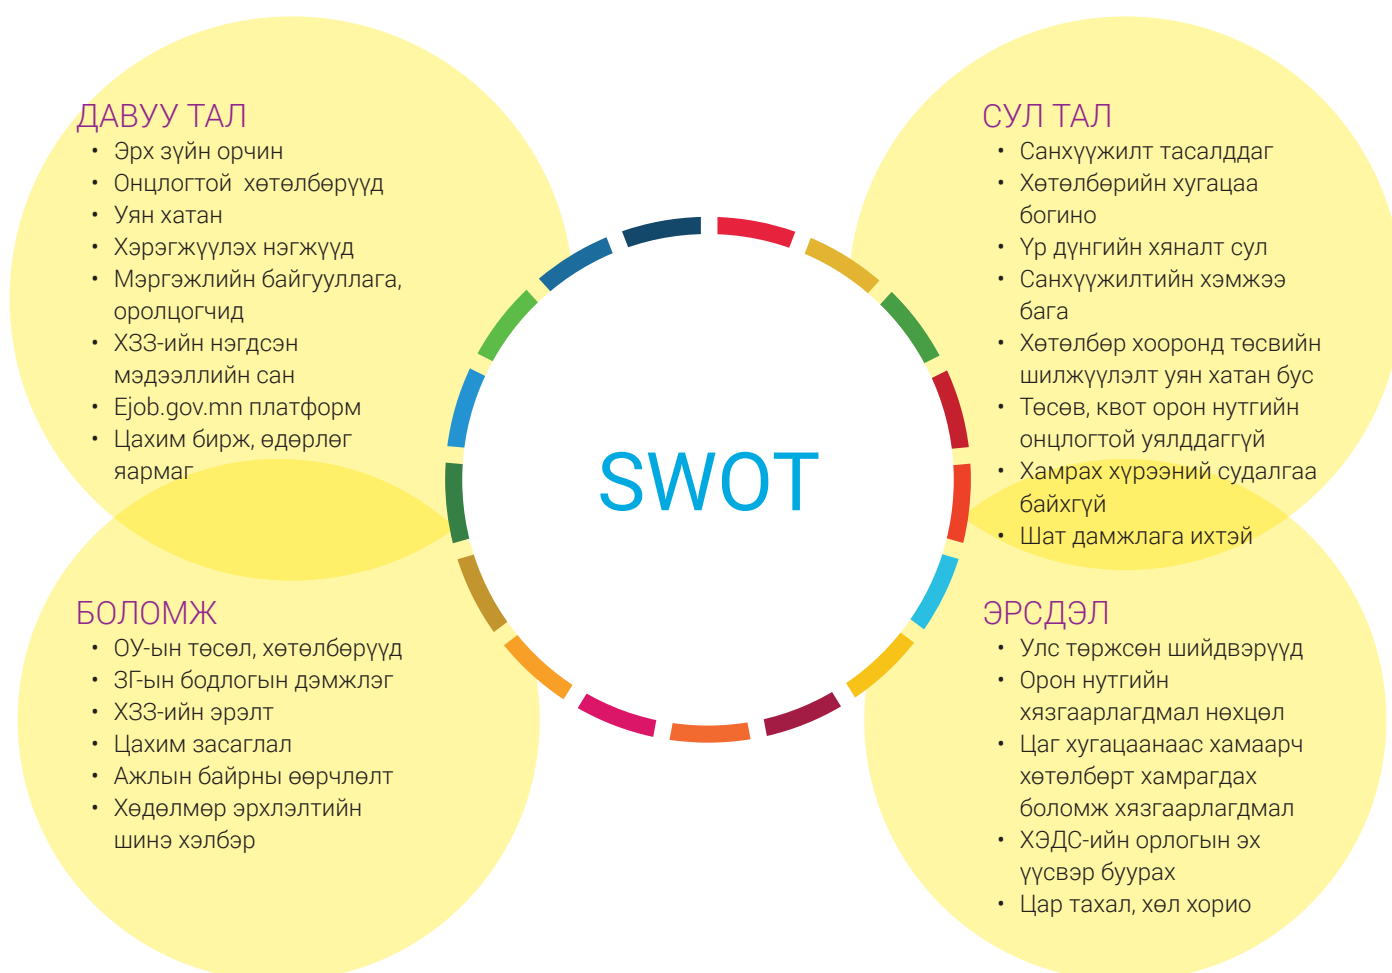 ДАВУУ ТАЛ
• Эрх зүйн орчин
• Онцлогтой хөтөлбөрүүд
• Уян хатан
• Хэрэгжүүлэх нэгжүүд
• Мэргэжлийн байгууллага,
оролцогчид
• ХЗЗ-ийн нэгдсэн
мэдээллийн сан
• Ejob.gov.mn платформ
• Цахим бирж, өдөрлөг
яармаг
СУЛ ТАЛ
• Санхүүжилт тасалддаг
• Хөтөлбөрийн хугацаа
богино
• Үр дүнгийн хяналт сул
• Санхүүжилтийн хэмжээ
бага
• Хөтөлбөр хооронд төсвийн
шилжүүлэлт уян хатан бус
• Төсөв, квот орон нутгийн
онцлогтой уялддаггүй
• Хамрах хүрээний судалгаа
байхгүй
• Шат дамжлага ихтэй
SWOT
БОЛОМЖ
• ОУ-ын төсөл, хөтөлбөрүүд
• ЗГ-ын бодлогын дэмжлэг
• ХЗЗ-ийн эрэлт
• Цахим засаглал
• Ажлын байрны өөрчлөлт
• Хөдөлмөр эрхлэлтийн
шинэ хэлбэр
ЭРСДЭЛ
• Улс төржсөн шийдвэрүүд
• Орон нутгийн
хязгаарлагдмал нөхцөл
• Цаг хугацаанаас хамаарч
хөтөлбөрт хамрагдах
боломж хязгаарлагдмал
• ХЭДС-ийн орлогын эх
үүсвэр буурах
• Цар тахал, хөл хорио